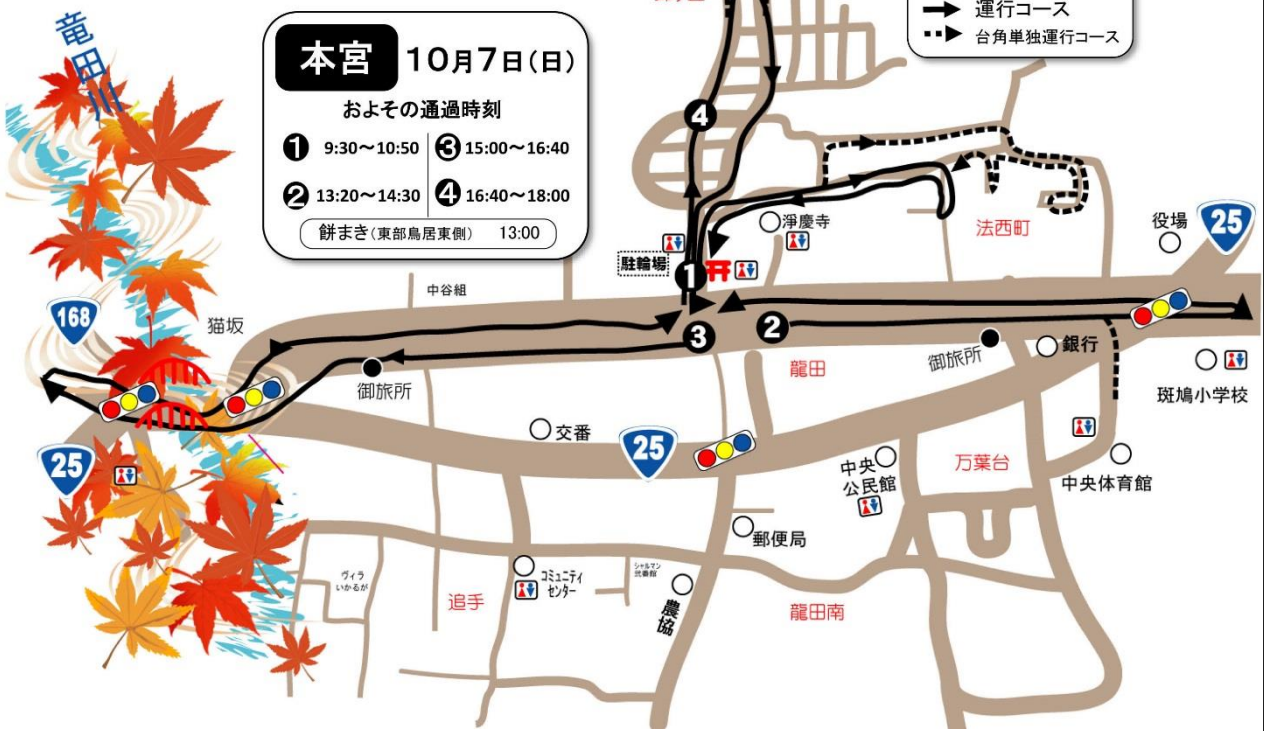 竜田川
本宮 10月7日(日)
およその通過時刻
❶ 9:30～10:50 ❸ 15:00～16:40
❷ 13:20～14:30 ❹ 16:40～18:00
餅まき(東部鳥居東側) 13:00
運行コース
台角単独運行コース
❹
淨慶寺
法西町
役場
25
駐輪場
❶
中谷組
168
猫坂
❸
❷
龍田
御旅所
銀行
御旅所
斑鳩小学校
交番
25
25
中央
公民館
万葉台
中央体育館
郵便局
ヴィラ
いかるが
追手
コミュニティ
センター
シャルマン
弐番館
農協
龍田南